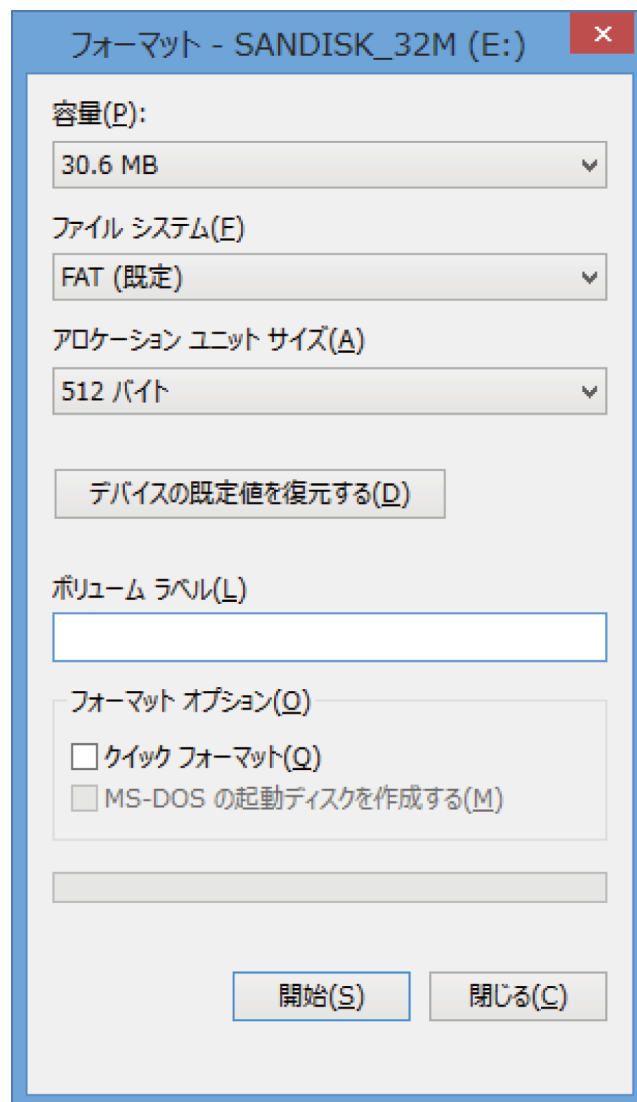 フォーマット - SANDISK_32M (E:)
容量(P):
30.6 MB
ファイル システム(F)
FAT (既定)
アロケーション ユニット サイズ(A)
512 バイト
デバイスの既定値を復元する(D)
ボリューム ラベル(L)
フォーマット オプション(O)
クイック フォーマット(Q)
MS-DOS の起動ディスクを作成する(M)
開始(S)
閉じる(C)